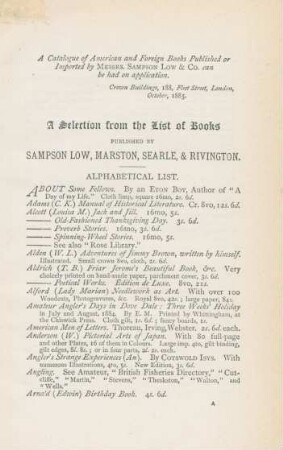 A Catalogue of American and Foreign Books Published or
Imported by MESSRS. SAMPSON LOW & CO. can
be had on application.
Crown Buildings, 188, Fleet Street, London,
October, 1885.
A Selection from the List of Books
PUBLISHED BY
SAMPSON LOW, MARSTON, SEARLE, & RIVINGTON.
ALPHABETICAL LIST.
ABOUT Some Fellows. By an ETON BOY, Author of "A
Day of my Life." Cloth limp, square 16mo, 2s. 6d.
Adams (C. K.) Manual of Historical Literature. Cr. 8vo, 12s. 6d.
Alcott (Louisa M.) Jack and Jill. 16mo, 5s.
—— Old-Fashioned Thanksgiving Day. 3s. 6d.
—— Proverb Stories. 16mo, 3s. 6d.
—— Spinning-Wheel Stories. 16mo, 5s.
—— See also "Rose Library."
Alden (W. L.) Adventures of Jimmy Brown, written by himself.
Illustrated. Small crown 8vo, cloth, 2s. 6d.
Aldrich (T. B.) Friar Jerome's Beautiful Book, &c. Very
choicely printed on hand-made paper, parchment cover, 3s. 6d.
—— Poetical Works. Édition de Luxe. 8vo, 21s.
Alford (Lady Marian) Needlework as Art. With over 100
Woodcuts, Photogravures, &c. Royal 8vo, 42s.; large paper, 84s.
Amateur Angler's Days in Dove Dale: Three Weeks' Holiday
in July and August, 1884. By E. M. Printed by Whittingham, at
the Chiswick Press. Cloth gilt, 1s. 6d.; fancy boards, 1s.
American Men of Letters. Thoreau, Irving, Webster. 2s. 6d. each.
Anderson (W.) Pictorial Arts of Japan. With 80 full-page
and other Plates, 16 of them in Colours. Large imp. 4to, gilt binding,
gilt edges, 8l. 8s.; or in four parts, 2l. 2s. each.
Angler's Strange Experiences (An). By COTSWOLD ISYS. With
numerous Illustrations, 4to, 5s. New Edition, 3s. 6d.
Angling. See Amateur, "British Fisheries Directory," "Cut-
cliffe," "Martin," "Stevens," "Theakston," "Walton," and
"Wells."
Arnold (Edwin) Birthday Book. 4s. 6d.
A